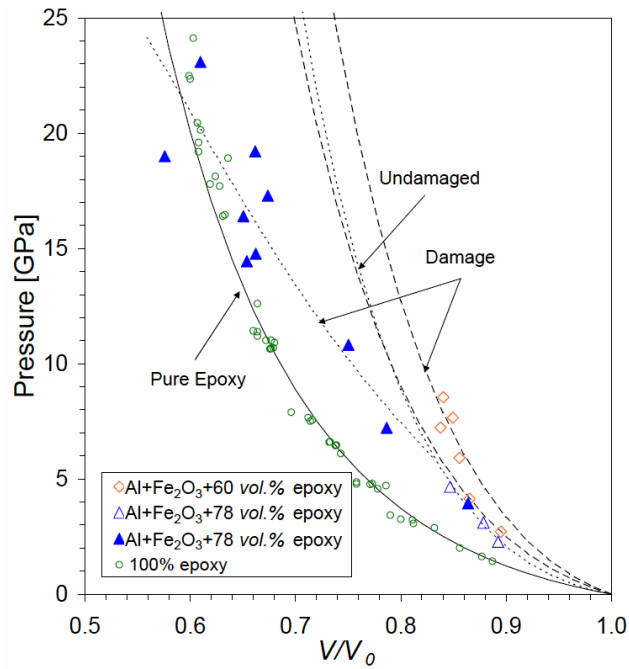 25
20
15
10
5
0
Pressure [GPa]
Undamaged
Damage
Pure Epoxy
Al+Fe₂O₃+60 vol.% epoxy
Al+Fe₂O₃+78 vol.% epoxy
Al+Fe₂O₃+78 vol.% epoxy
100% epoxy
0.5 0.6 0.7 0.8 0.9 1.0
V/V₀